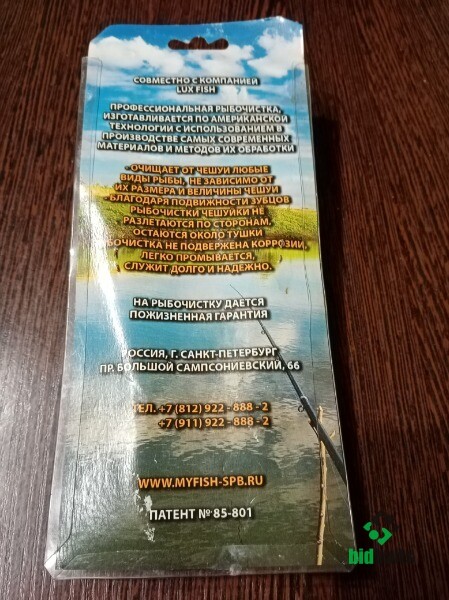 СОВМЕСТНО С КОМПАНИЕЙ
LUX FISH
ПРОФЕССИОНАЛЬНАЯ РЫБОЧИСТКА,
ИЗГОТАВЛИВАЕТСЯ ПО АМЕРИКАНСКОЙ
ТЕХНОЛОГИИ С ИСПОЛЬЗОВАНИЕМ В
ПРОИЗВОДСТВЕ САМЫХ СОВРЕМЕННЫХ
МАТЕРИАЛОВ И МЕТОДОВ ИХ ОБРАБОТКИ
- ОЧИЩАЕТ ОТ ЧЕШУИ ЛЮБЫЕ
ВИДЫ РЫБЫ, НЕ ЗАВИСИМО ОТ
ИХ РАЗМЕРА И ВЕЛИЧИНЫ ЧЕШУИ
- БЛАГОДАРЯ ПОДВИЖНОСТИ ЗУБЦОВ
РЫБОЧИСТКИ ЧЕШУЙКИ НЕ
РАЗЛЕТАЮТСЯ ПО СТОРОНАМ,
ОСТАЮТСЯ ОКОЛО ТУШКИ
БОЧИСТКА НЕ ПОДВЕРЖЕНА КОРРОЗИИ,
ЛЕГКО ПРОМЫВАЕТСЯ,
СЛУЖИТ ДОЛГО И НАДЕЖНО.
НА РЫБОЧИСТКУ ДАЕТСЯ
ПОЖИЗНЕННАЯ ГАРАНТИЯ
РОССИЯ, Г. САНКТ-ПЕТЕРБУРГ
ПР. БОЛЬШОЙ САМПСОНИЕВСКИЙ, 66
ТЕЛ. +7 (812) 922 - 888 - 2
+7 (911) 922 - 888 - 2
WWW.MYFISH-SPB.RU
ПАТЕНТ № 85-801
bid